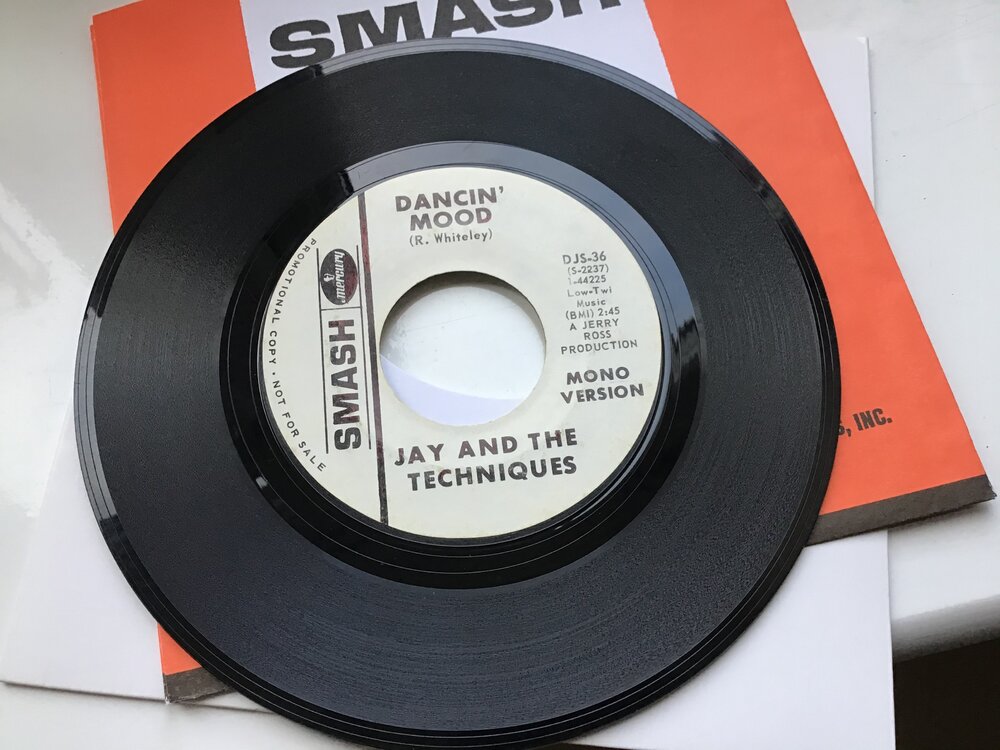 SMASH
DANCIN'
MOOD
(R. Whiteley)
DJS-36
(S-2237)
1-44225
Low-Twi
Music
(BMI) 2:45
A JERRY
ROSS
PRODUCTION
MONO
VERSION
JAY AND THE
TECHNIQUES
SMASH
mercury
PROMOTIONAL COPY • NOT FOR SALE
, INC.